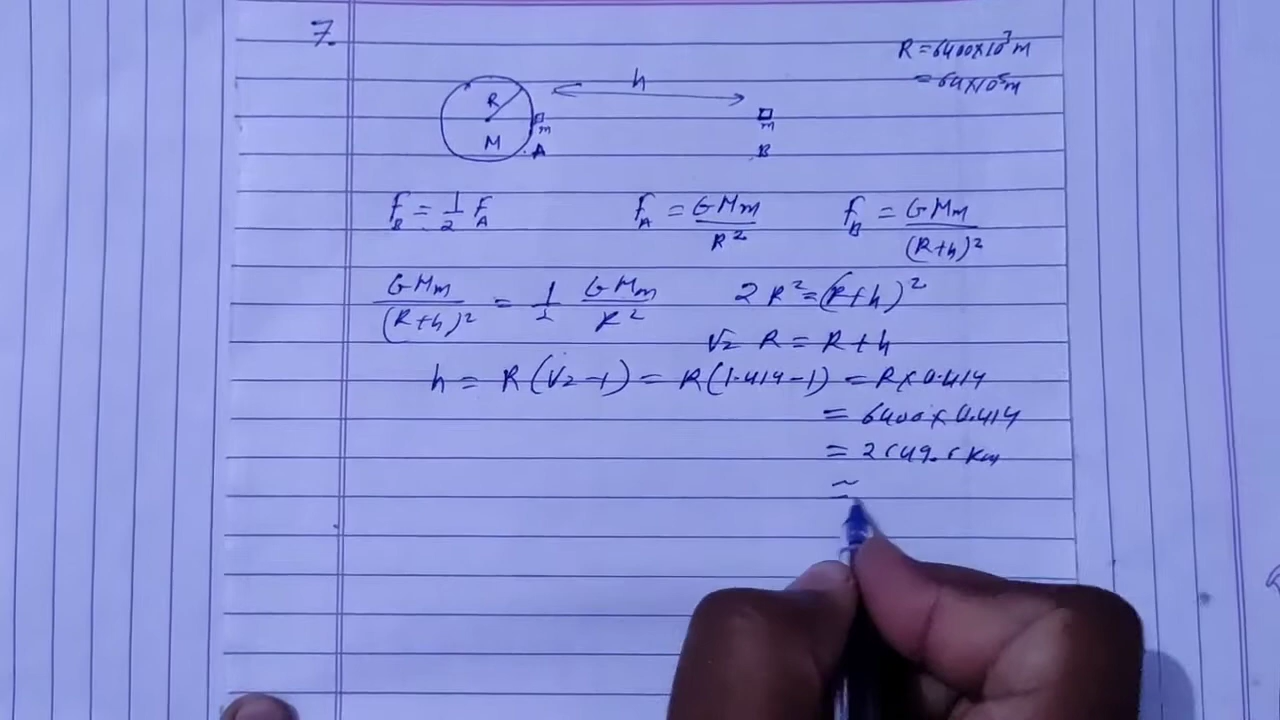 7.
R = 6400×10³ m
= 64×10⁵ m
h
R
m
m
M
A
B
F_B = 1/2 F_A F_A = GMm/R² F_B = GMm/(R+h)²
GMm/(R+h)² = 1/2 GMm/R² 2R² = (R+h)²
√2 R = R+h
h = R(√2-1) = R(1.414-1) = R×0.414
= 6400×0.414
= 2649.6 Km
≈